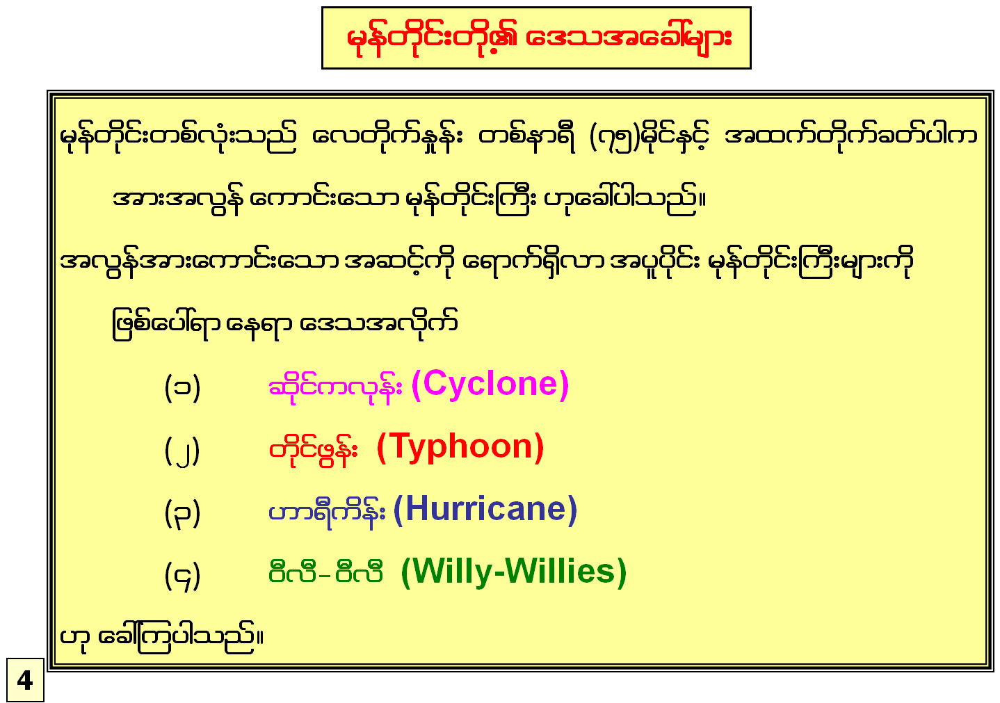 မုန်တိုင်းတို့၏ ဒေသအခေါ်များ
မုန်တိုင်းတစ်လုံးသည် လေတိုက်နှုန်း တစ်နာရီ (၇၅)မိုင်နှင့် အထက်တိုက်ခတ်ပါက
အားအလွန် ကောင်းသော မုန်တိုင်းကြီး ဟုခေါ်ပါသည်။
အလွန်အားကောင်းသော အဆင့်ကို ရောက်ရှိလာ အပူပိုင်း မုန်တိုင်းကြီးများကို
ဖြစ်ပေါ်ရာ နေရာ ဒေသအလိုက်
(၁) ဆိုင်ကလုန်း (Cyclone)
(၂) တိုင်ဖွန်း (Typhoon)
(၃) ဟာရီကိန်း (Hurricane)
(၄) ဝီလီ-ဝီလီ (Willy-Willies)
ဟု ခေါ်ကြပါသည်။
4